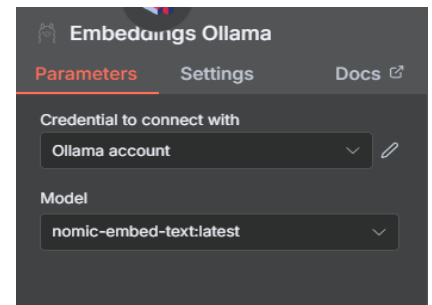 Embeddings Ollama
Parameters Settings Docs
Credential to connect with
Ollama account
Model
nomic-embed-text:latest